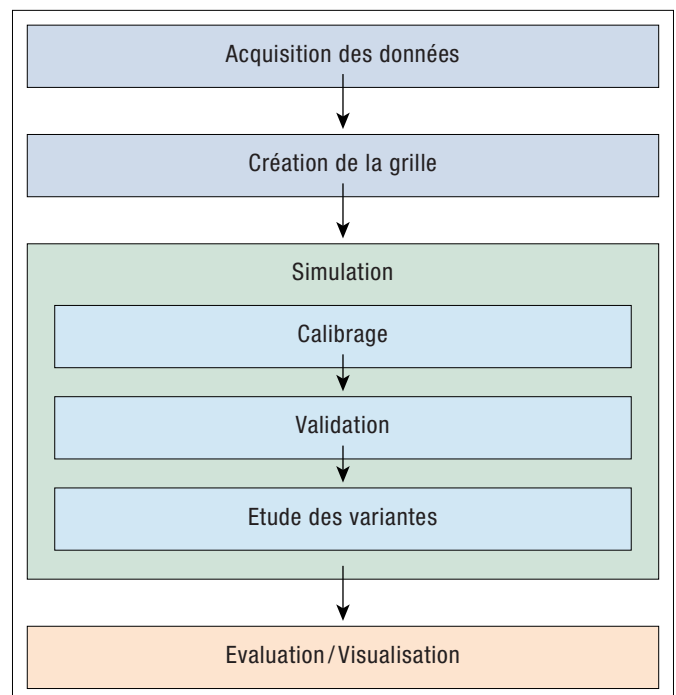 Acquisition des données
Création de la grille
Simulation
Calibrage
Validation
Etude des variantes
Evaluation/Visualisation